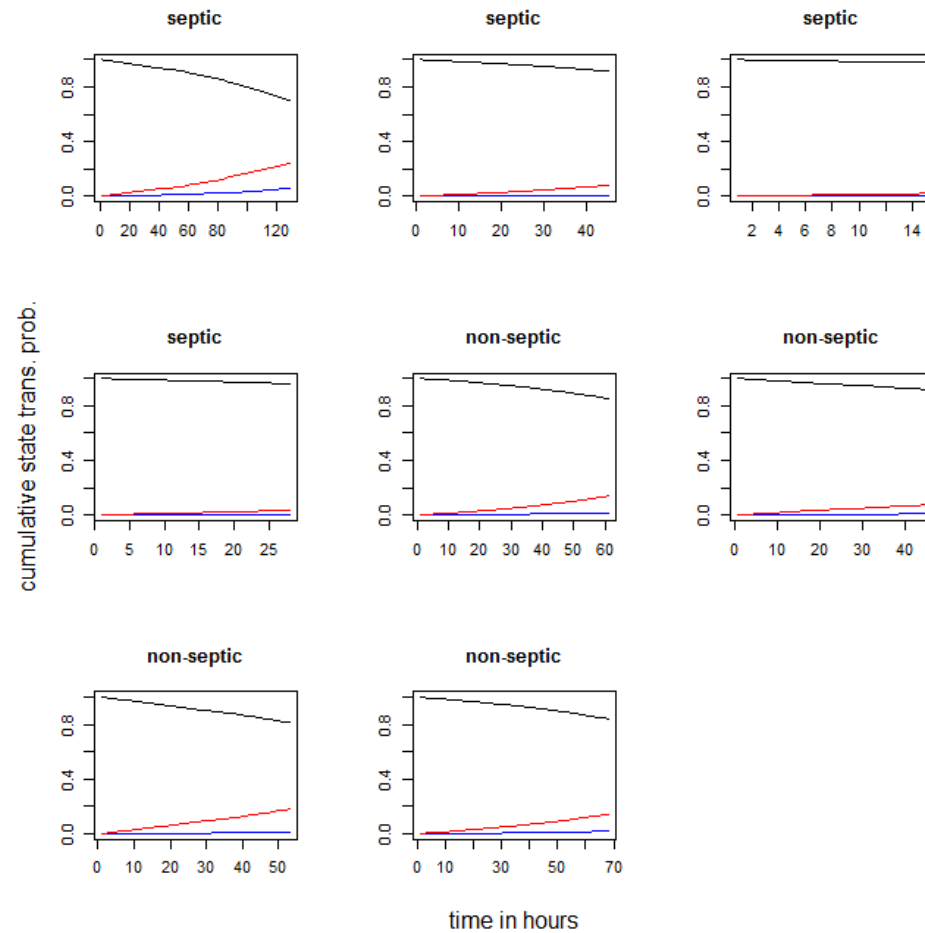 septic septic septic
0.0 0.4 0.8 0.0 0.4 0.8 0.0 0.4 0.8
0 20 40 60 80 120 0 10 20 30 40 2 4 6 8 10 14
cumulative state trans. prob.
septic non-septic non-septic
0.0 0.4 0.8 0.0 0.4 0.8 0.0 0.4 0.8
0 5 10 15 20 25 0 10 20 30 40 50 60 0 10 20 30 40
non-septic non-septic
0.0 0.4 0.8 0.0 0.4 0.8
0 10 20 30 40 50 0 10 30 50 70
time in hours